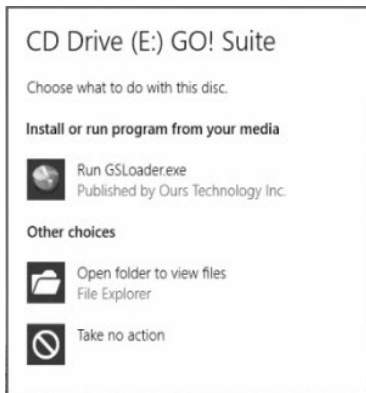 CD Drive (E:) GO! Suite
Choose what to do with this disc.
Install or run program from your media
Run GSLoader.exe
Published by Ours Technology Inc.
Other choices
Open folder to view files
File Explorer
Take no action